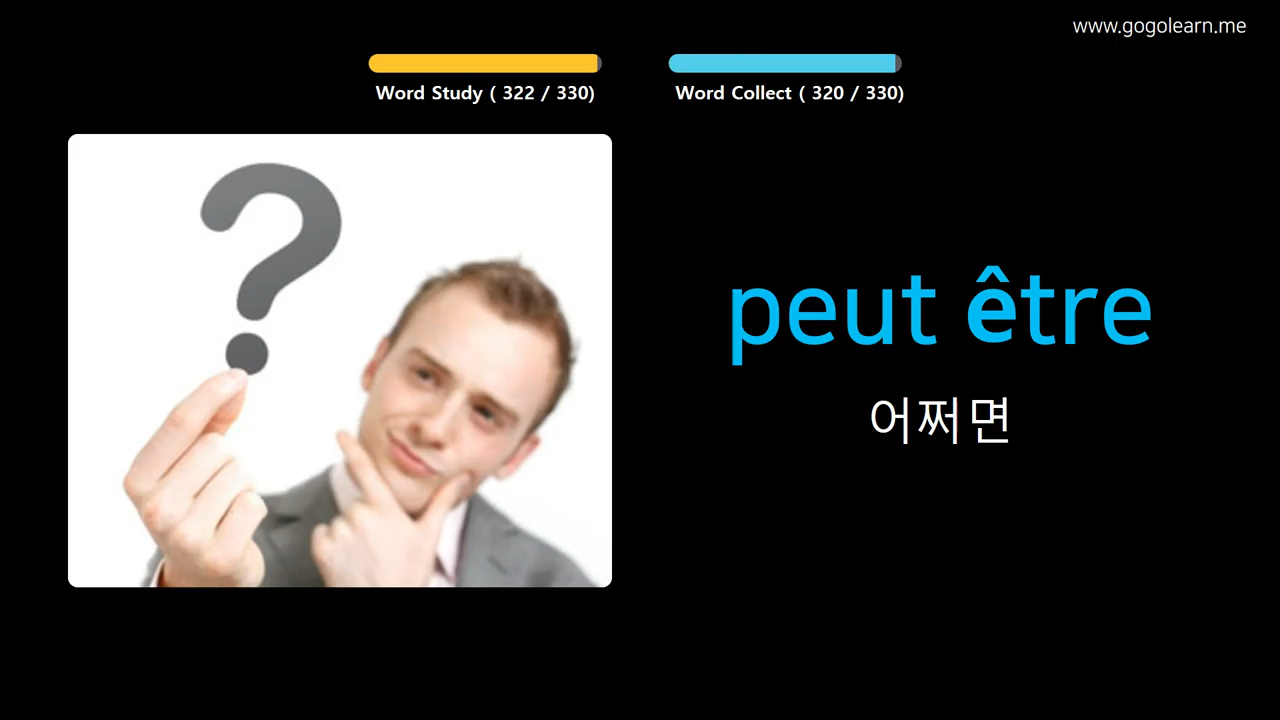 www.gogolearn.me
Word Study ( 322 / 330)
Word Collect ( 320 / 330)
?
peut être
어쩌면